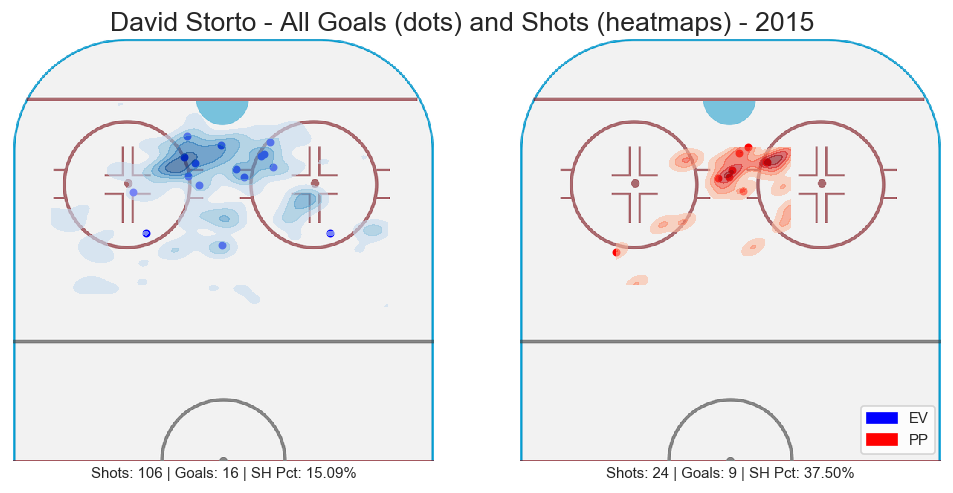 David Storto - All Goals (dots) and Shots (heatmaps) - 2015
EV
PP
Shots: 106 | Goals: 16 | SH Pct: 15.09%
Shots: 24 | Goals: 9 | SH Pct: 37.50%